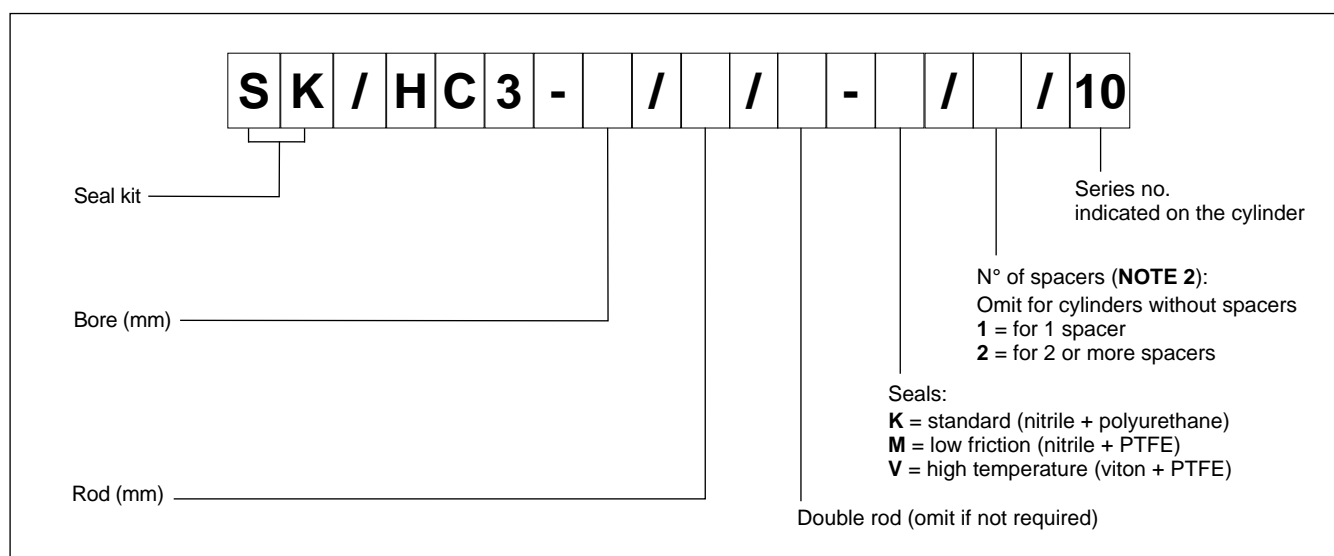 SK/HC3- / / - / /10
Seal kit
Series no.
indicated on the cylinder
N° of spacers (NOTE 2):
Omit for cylinders without spacers
1 = for 1 spacer
2 = for 2 or more spacers
Bore (mm)
Seals:
K = standard (nitrile + polyurethane)
M = low friction (nitrile + PTFE)
V = high temperature (viton + PTFE)
Rod (mm)
Double rod (omit if not required)